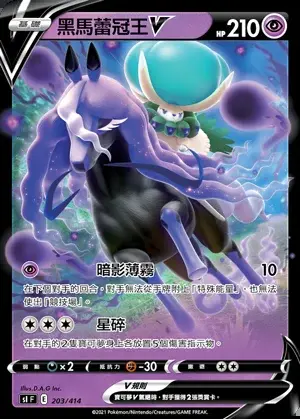 基礎 黑馬蕾冠王V HP210
暗影薄霧 10
在下個對手的回合，對手無法從手牌附上「特殊能量」，也無法
使出「競技場」。
星碎
在對手的2隻寶可夢身上各放置5個傷害指示物。
弱點 ×2 抵抗力 -30 撤退
V規則
寶可夢V氣絕時，對手獲得2張獎賞卡。
Illus.D.A.G Inc.
sI F E 203/414
©2021 Pokémon/Nintendo/Creatures/GAME FREAK.